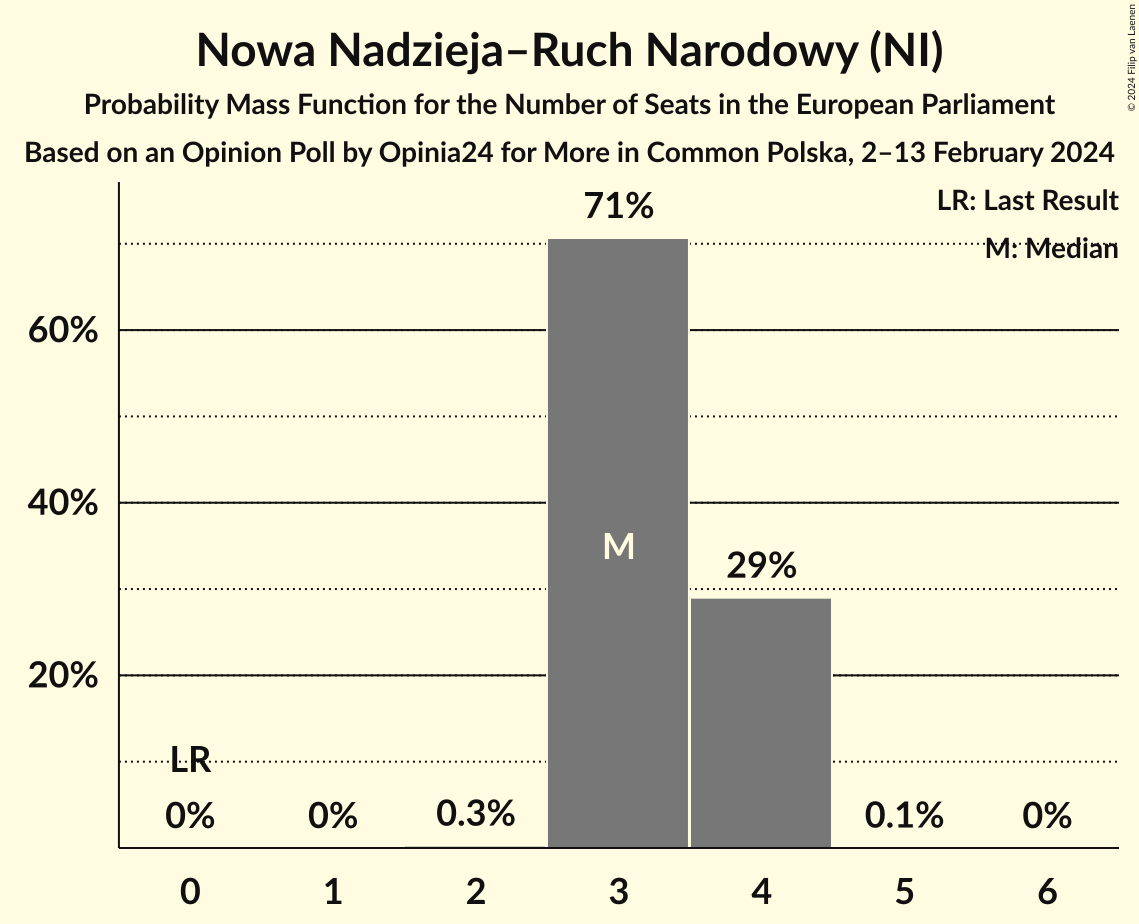 Nowa Nadzieja–Ruch Narodowy (NI)
Probability Mass Function for the Number of Seats in the European Parliament
Based on an Opinion Poll by Opinia24 for More in Common Polska, 2–13 February 2024
© 2024 Filip van Laenen
LR: Last Result
M: Median
71%
60%
40%
M
29%
20%
LR
0% 0% 0.3% 0.1% 0%
0 1 2 3 4 5 6